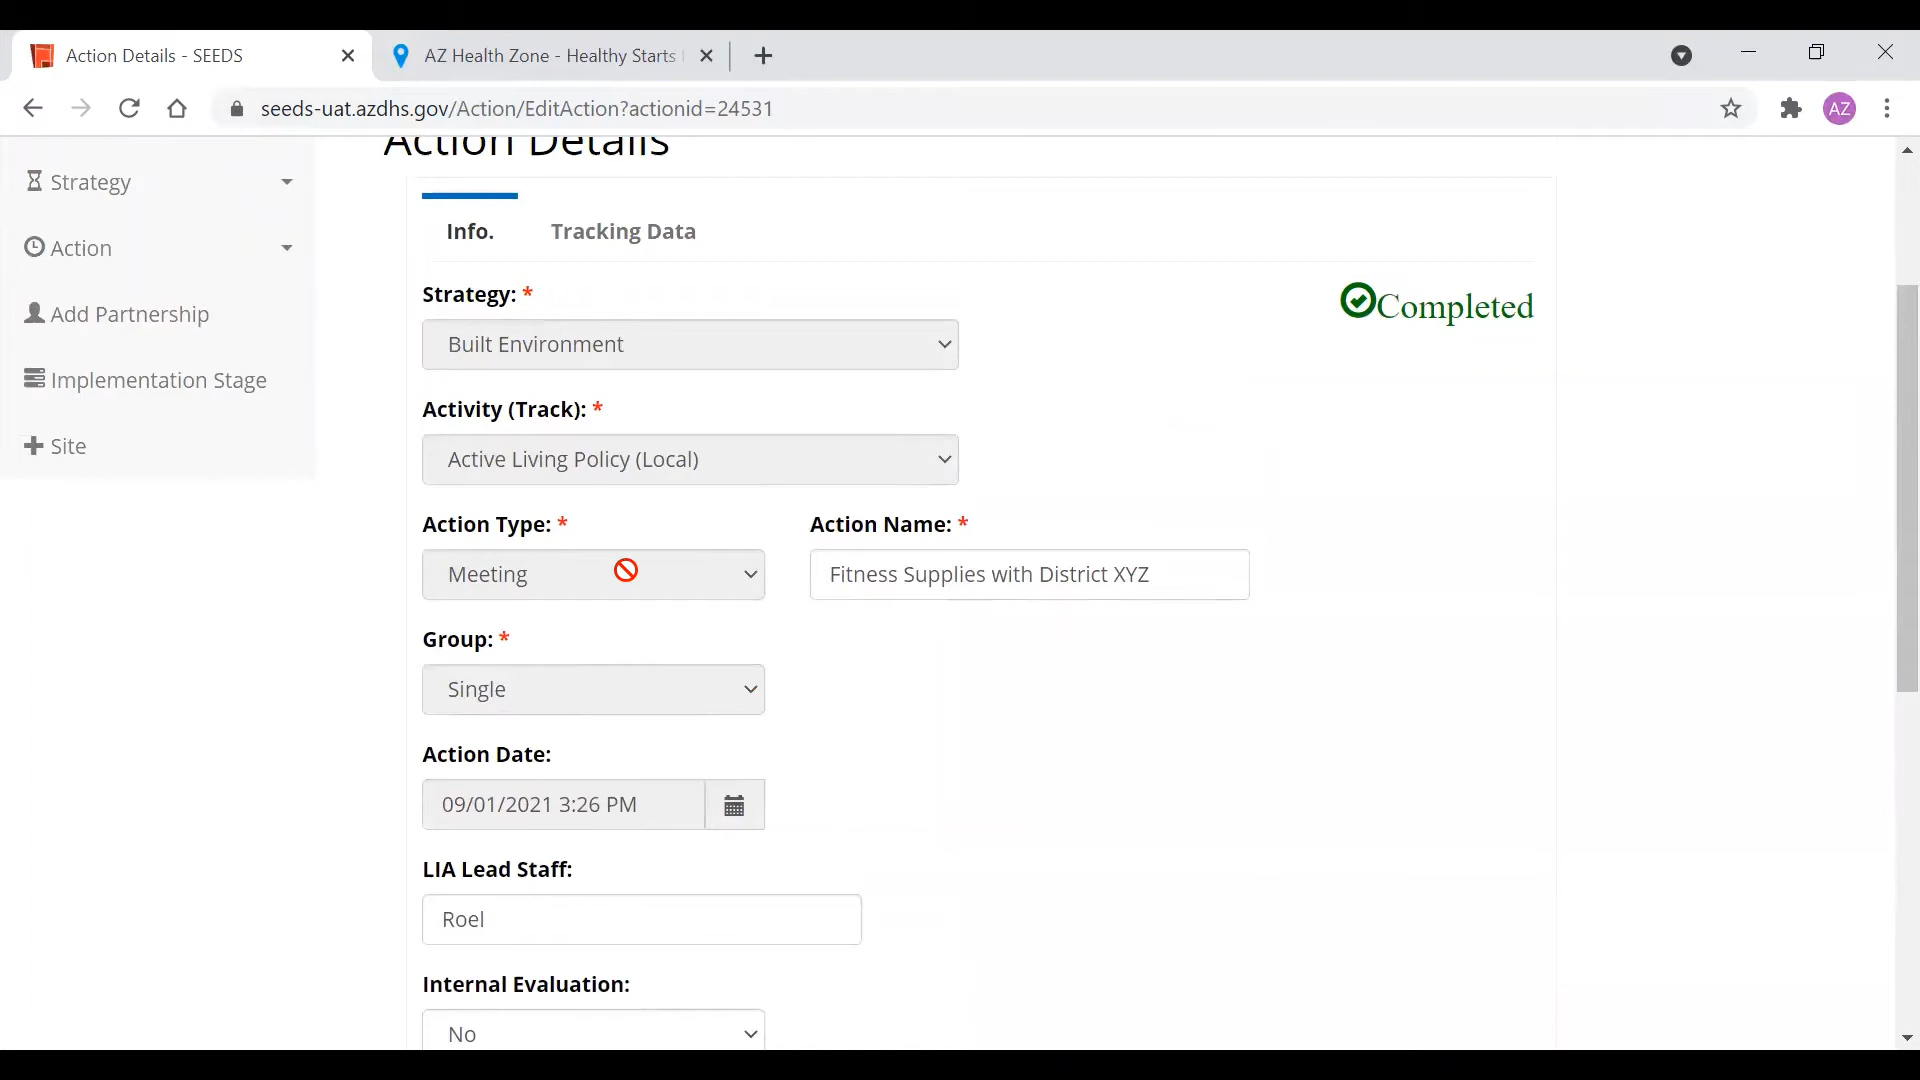 Action Details - SEEDS
AZ Health Zone - Healthy Starts
seeds-uat.azdhs.gov/Action/EditAction?actionid=24531
AZ
Action Details
Strategy
Action
Add Partnership
Implementation Stage
Site
Info. Tracking Data
Strategy: *
Completed
Built Environment
Activity (Track): *
Active Living Policy (Local)
Action Type: * Action Name: *
Meeting Fitness Supplies with District XYZ
Group: *
Single
Action Date:
09/01/2021 3:26 PM
LIA Lead Staff:
Roel
Internal Evaluation:
No